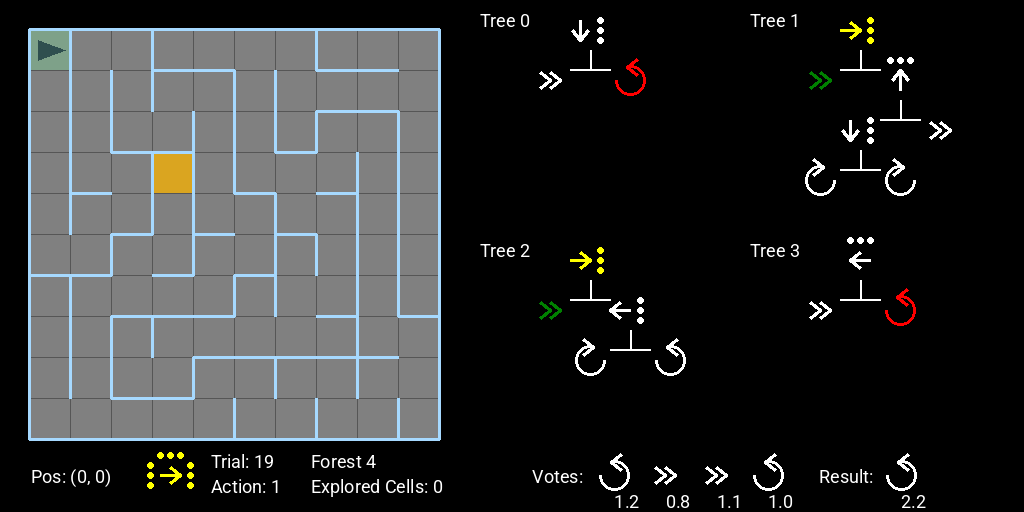 Tree 0
Tree 1
Tree 2
Tree 3
Pos: (0, 0)
Trial: 19
Forest 4
Action: 1
Explored Cells: 0
Votes:
1.2
0.8
1.1
1.0
Result:
2.2